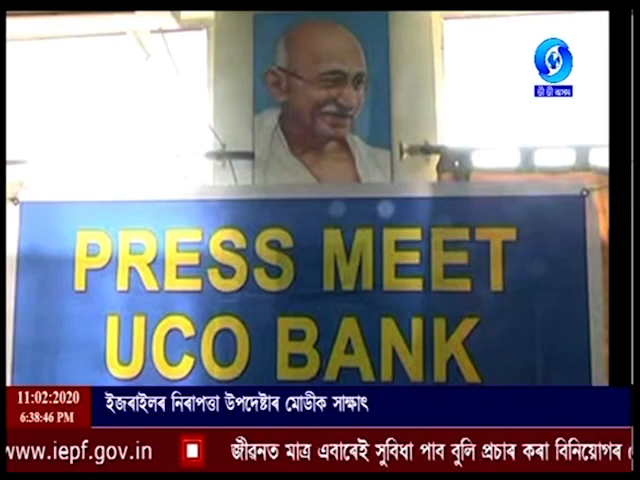 ডী ডী অসম
PRESS MEET
UCO BANK
11:02:2020
6:38:46 PM
ইজৰাইলৰ নিৰাপত্তা উপদেষ্টাৰ মোডীক সাক্ষাৎ
www.iepf.gov.in
জীৱনত মাত্ৰ এবাৰেই সুবিধা পাব বুলি প্ৰচাৰ কৰা বিনিয়োগৰ